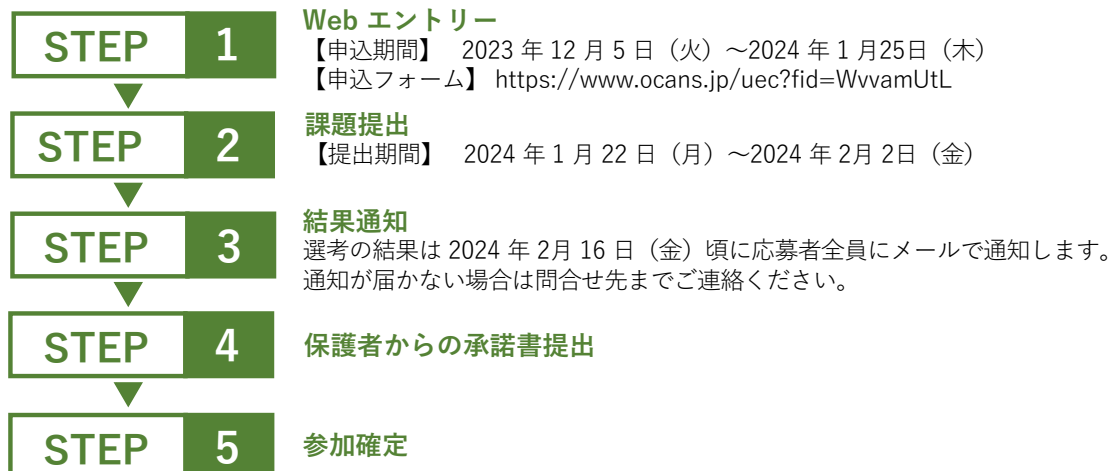 STEP 1
Web エントリー
【申込期間】 2023 年 12 月 5 日（火）～2024 年 1 月25日（木）
【申込フォーム】 https://www.ocans.jp/uec?fid=WvvamUtL
STEP 2
課題提出
【提出期間】 2024 年 1 月 22 日（月）～2024 年 2月 2日（金）
STEP 3
結果通知
選考の結果は 2024 年 2月 16 日（金）頃に応募者全員にメールで通知します。
通知が届かない場合は問合せ先までご連絡ください。
STEP 4
保護者からの承諾書提出
STEP 5
参加確定